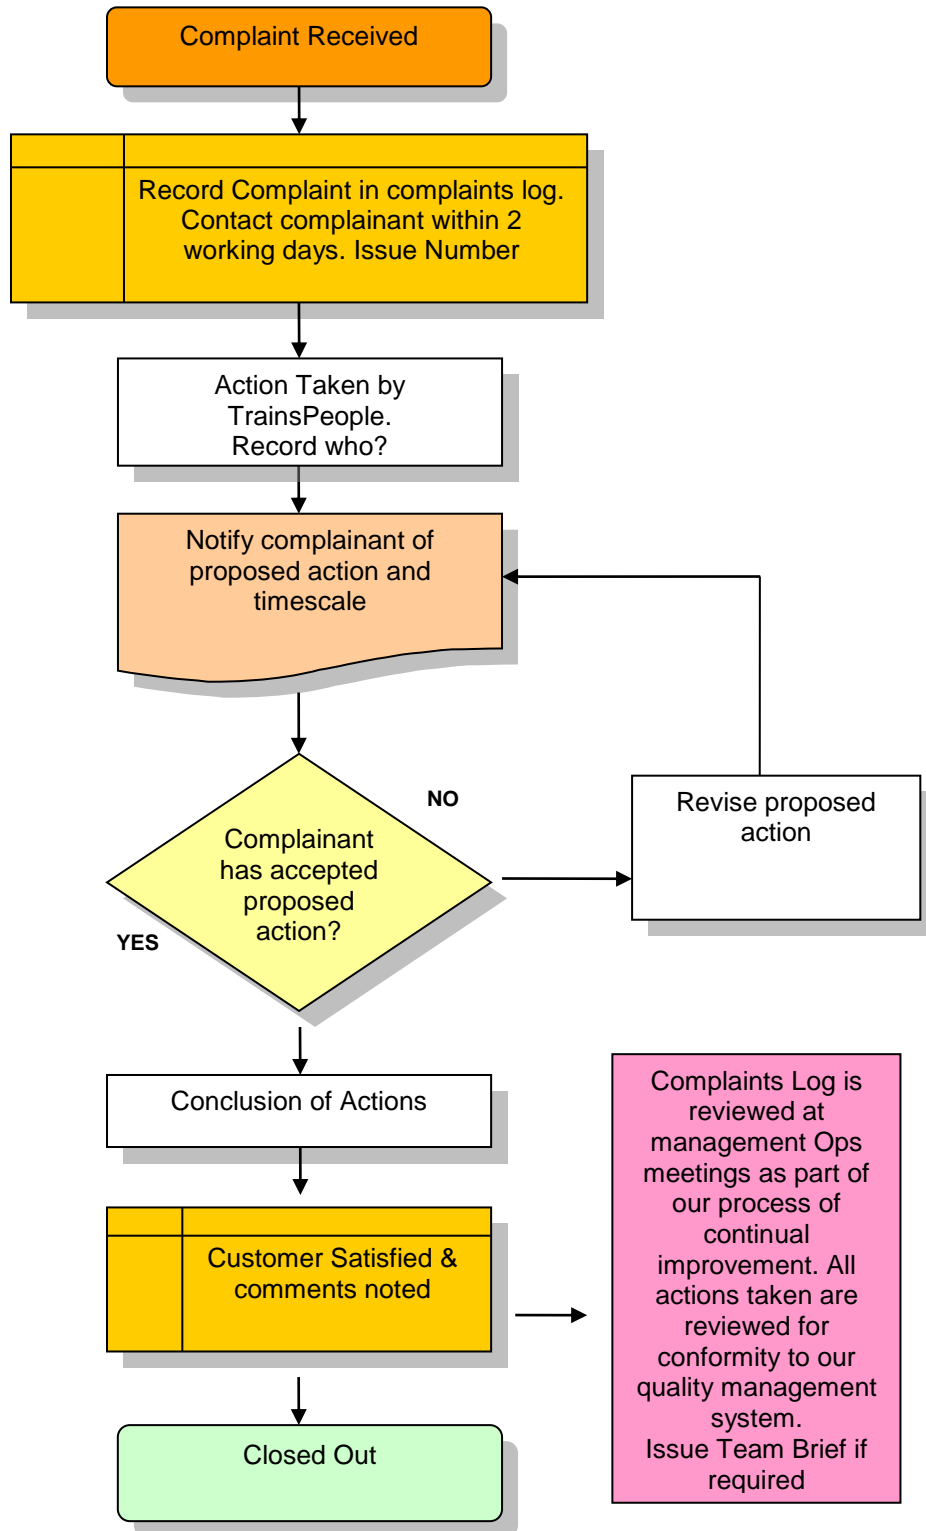 Complaint Received
Record Complaint in complaints log.
Contact complainant within 2
working days. Issue Number
Action Taken by
TrainsPeople.
Record who?
Notify complainant of
proposed action and
timescale
NO
Complainant
has accepted
proposed
action?
YES
Revise proposed
action
Conclusion of Actions
Customer Satisfied &
comments noted
Complaints Log is
reviewed at
management Ops
meetings as part of
our process of
continual
improvement. All
actions taken are
reviewed for
conformity to our
quality management
system.
Issue Team Brief if
required
Closed Out